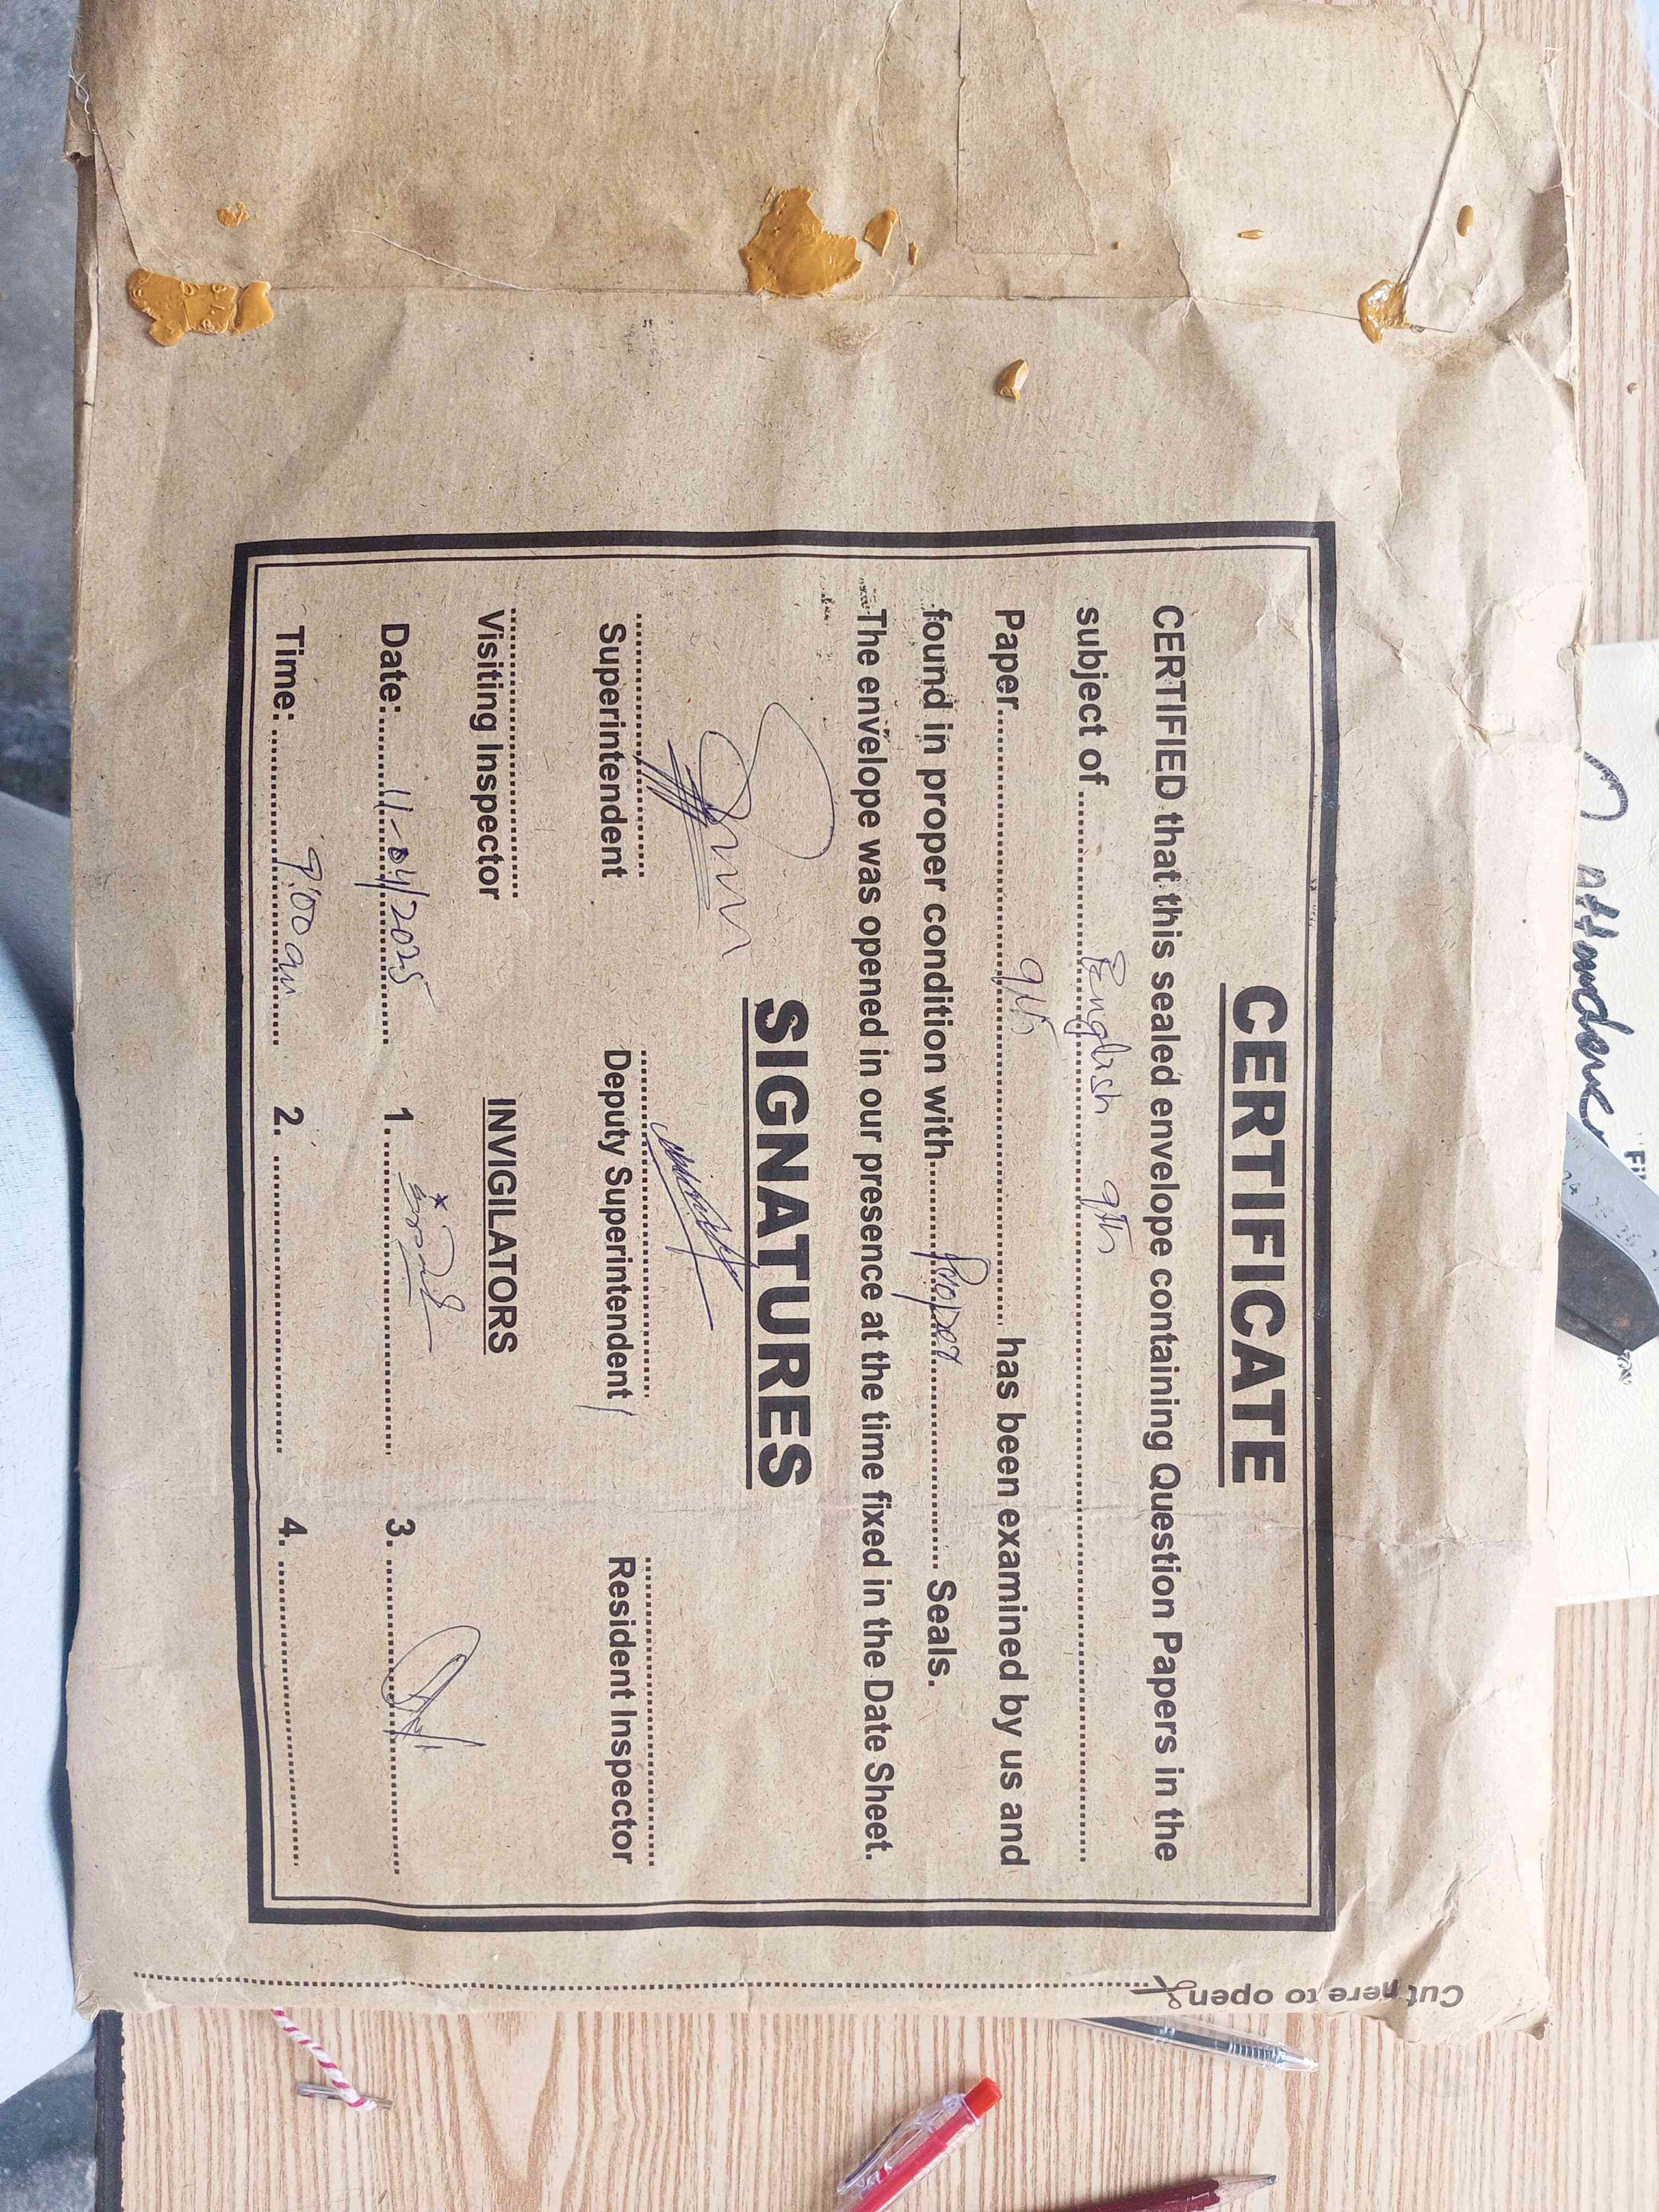 CERTIFICATE
CERTIFIED that this sealed envelope containing Question Papers in the
subject of ........ English 9th ........
Paper ........ 9th ........ has been examined by us and
found in proper condition with ........ Proper ........ Seals.
The envelope was opened in our presence at the time fixed in the Date Sheet.
SIGNATURES
Superintendent Deputy Superintendent Resident Inspector
Visiting Inspector INVIGILATORS
Date: 11-04/2025 1. 3.
Time: 9:00 am 2. 4.
Cut here to open
Attendence